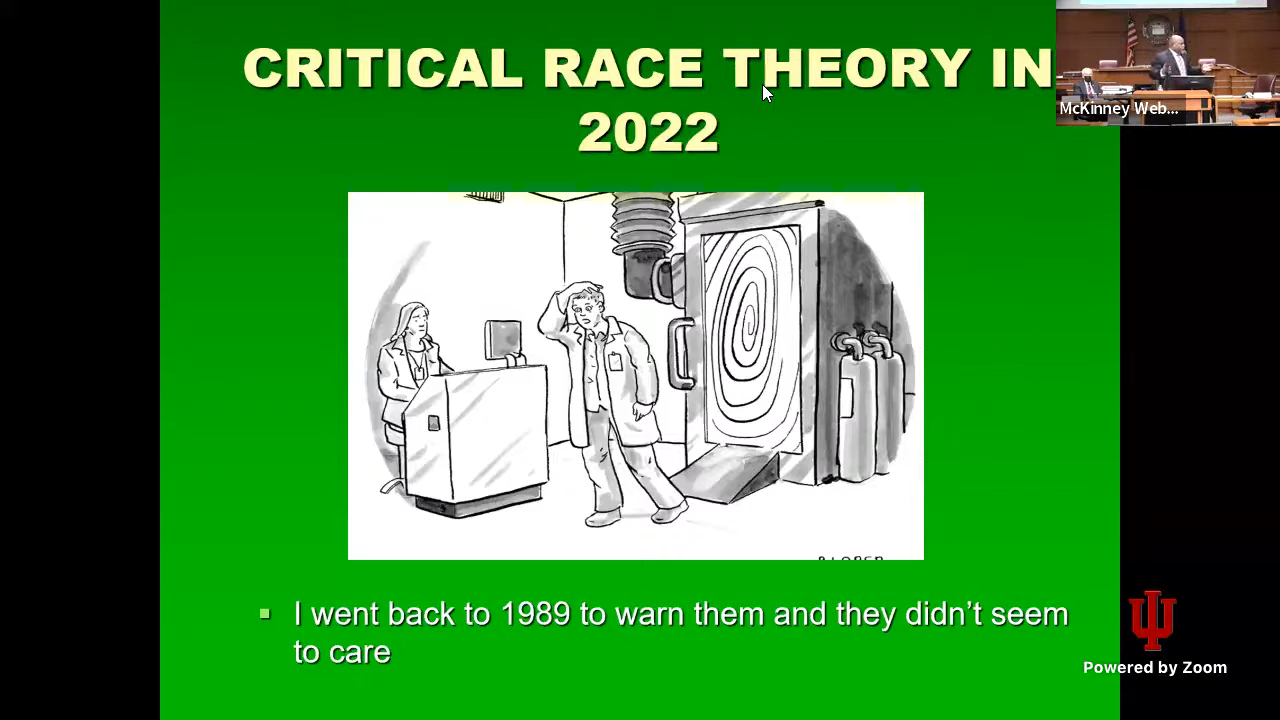 CRITICAL RACE THEORY IN
2022
McKinney Web...
I went back to 1989 to warn them and they didn’t seem
to care
Powered by Zoom